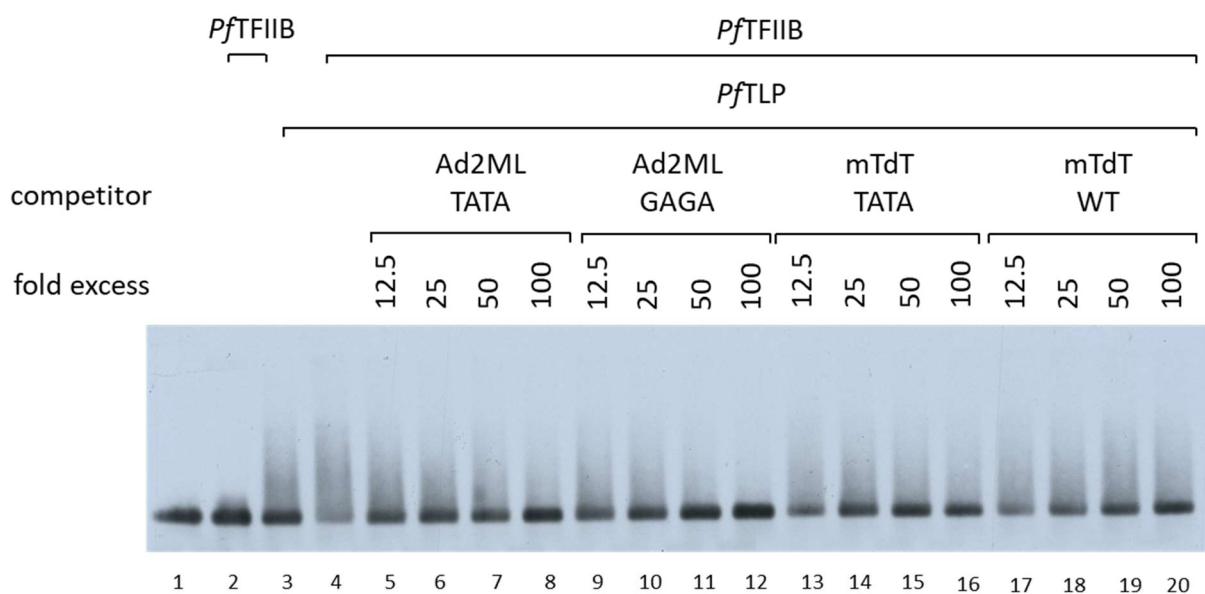 PfTFIIB PfTFIIB
PfTLP
Ad2ML Ad2ML mTdT mTdT
competitor TATA GAGA TATA WT
fold excess 12.5 25 50 100 12.5 25 50 100 12.5 25 50 100 12.5 25 50 100
1 2 3 4 5 6 7 8 9 10 11 12 13 14 15 16 17 18 19 20